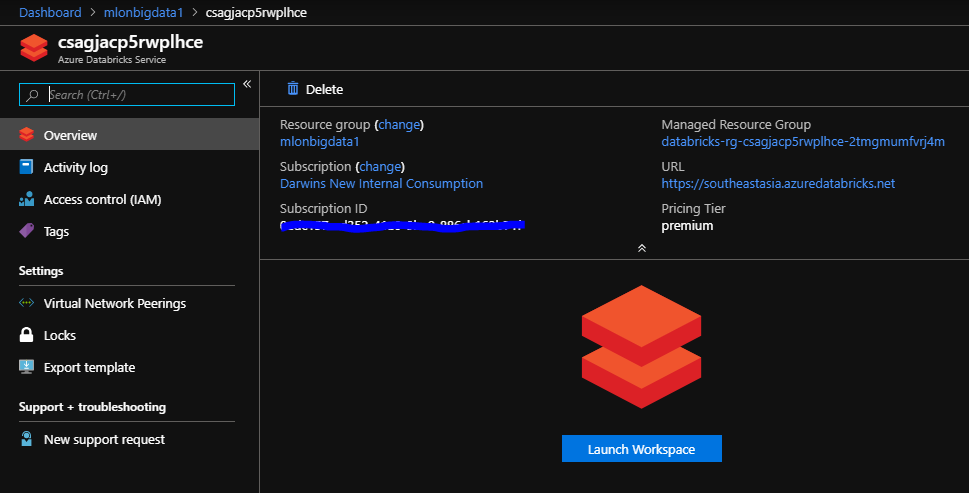 Dashboard > mlonbigdata1 > csagjacp5rwplhce
csagjacp5rwplhce
Azure Databricks Service
Search (Ctrl+/)
«
Overview
Activity log
Access control (IAM)
Tags
Settings
Virtual Network Peerings
Locks
Export template
Support + troubleshooting
New support request
Delete
Resource group (change)
mlonbigdata1
Subscription (change)
Darwins New Internal Consumption
Subscription ID
Managed Resource Group
databricks-rg-csagjacp5rwplhce-2tmgmumfvrj4m
URL
https://southeastasia.azuredatabricks.net
Pricing Tier
premium
Launch Workspace